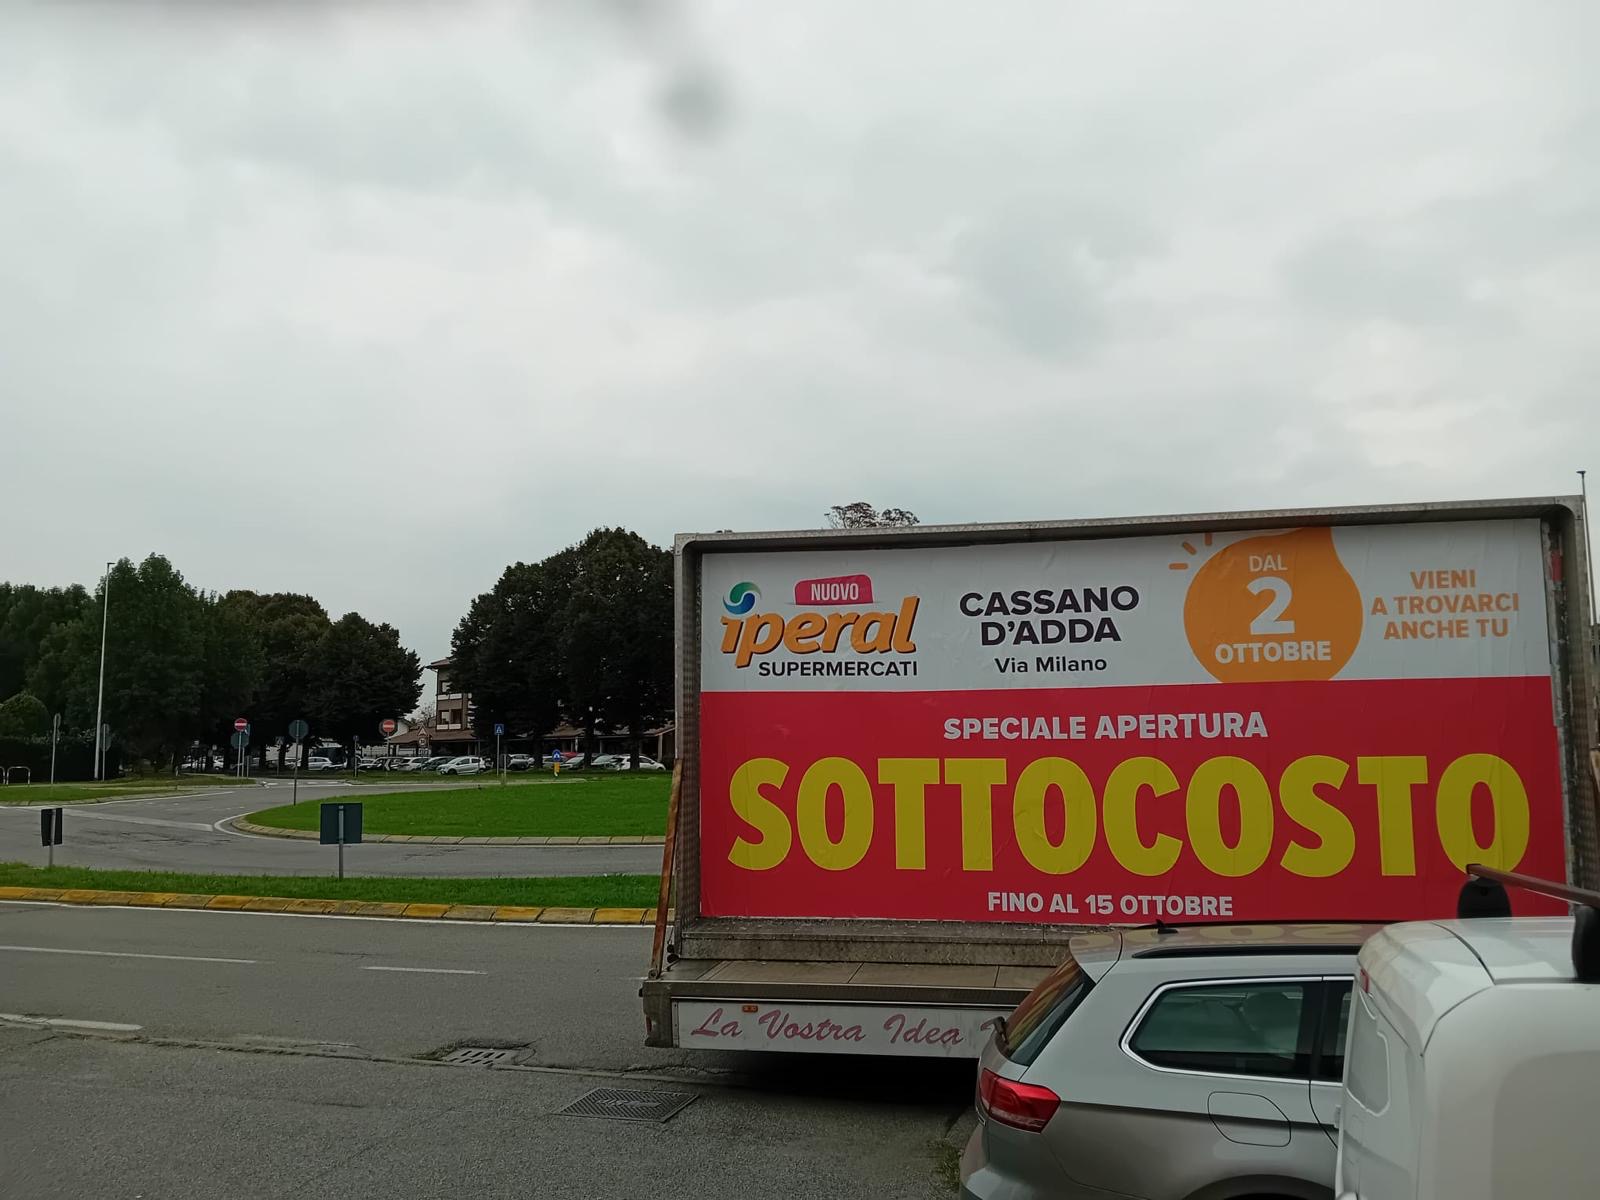 NUOVO
iperal
SUPERMERCATI
CASSANO
D'ADDA
Via Milano
DAL
2
OTTOBRE
VIENI
A TROVARCI
ANCHE TU
SPECIALE APERTURA
SOTTOCOSTO
FINO AL 15 OTTOBRE
La Vostra Idea